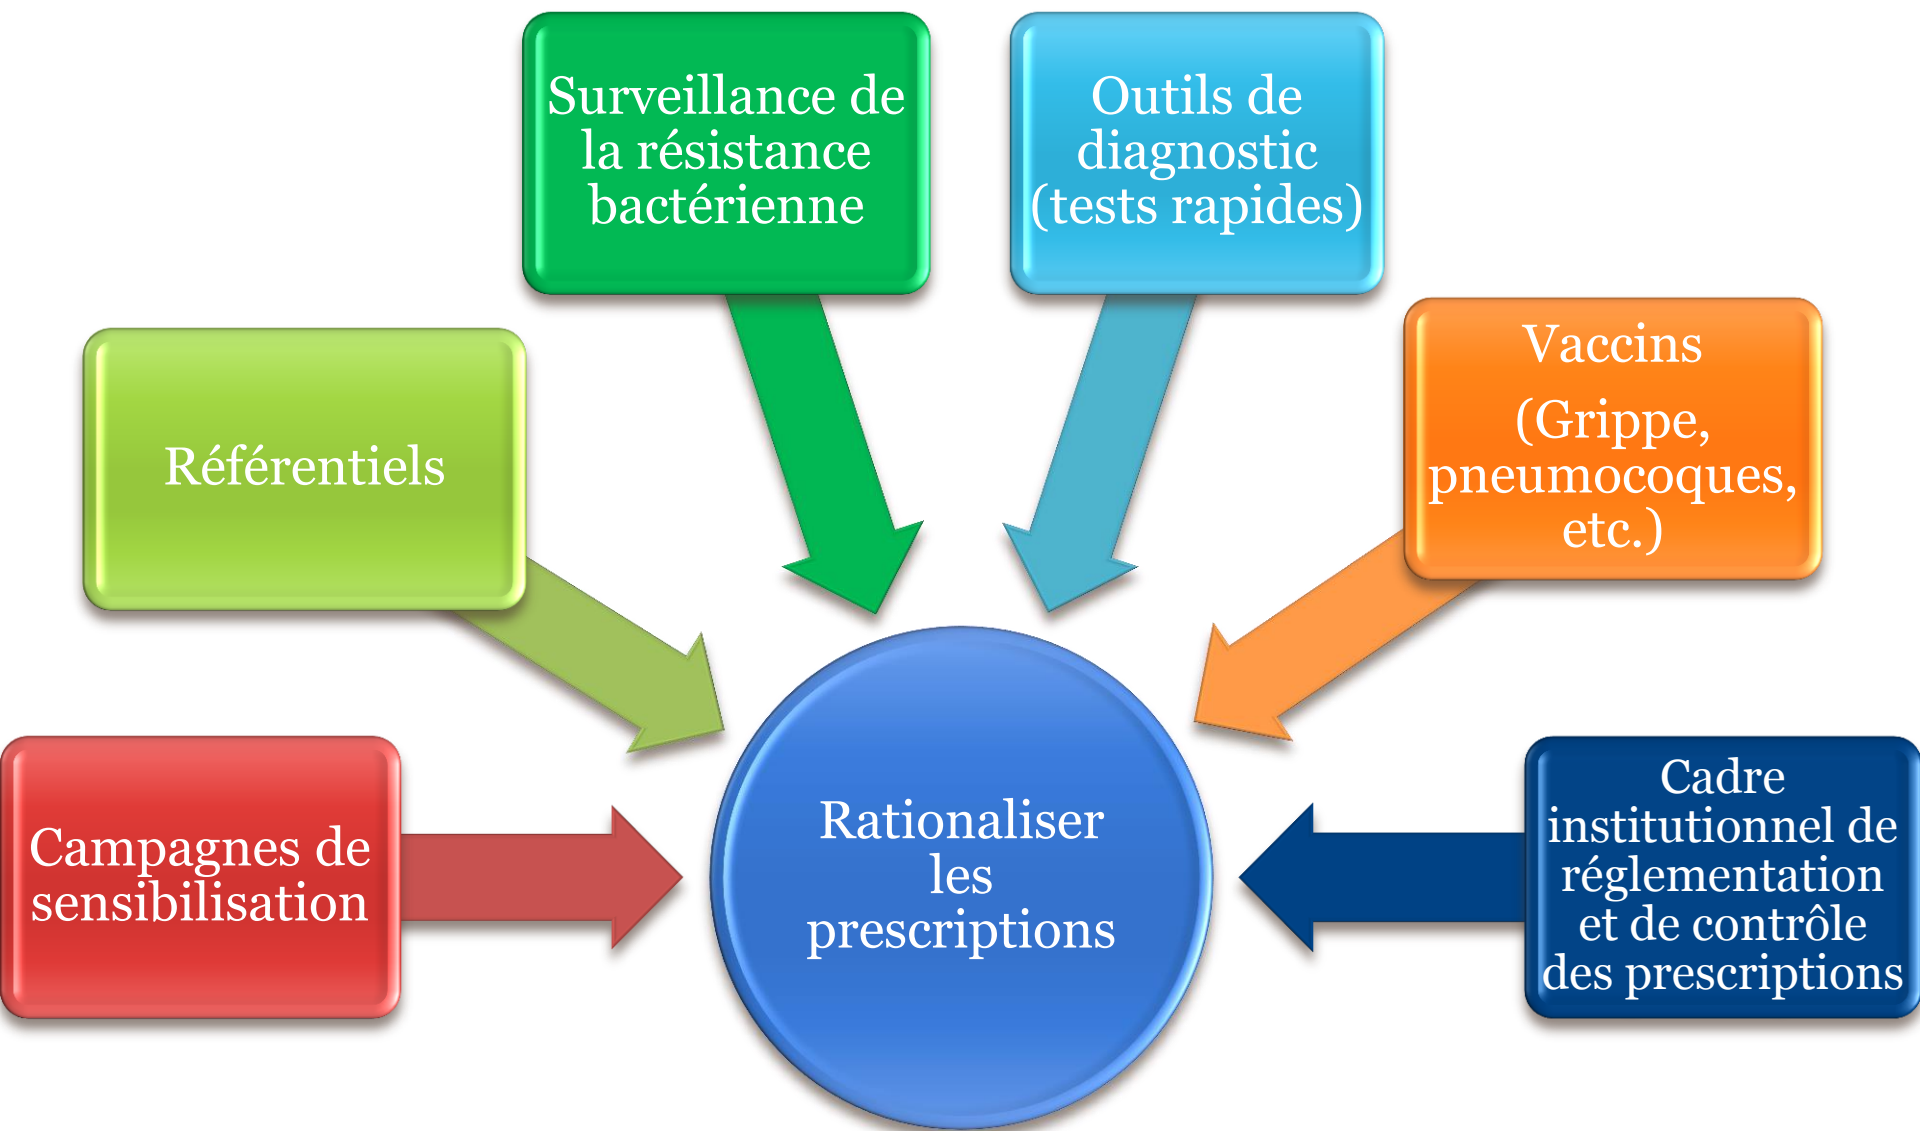 Surveillance de
la résistance
bactérienne
Outils de
diagnostic
(tests rapides)
Référentiels
Vaccins
(Grippe,
pneumocoques,
etc.)
Campagnes de
sensibilisation
Rationaliser
les
prescriptions
Cadre
institutionnel de
réglementation
et de contrôle
des prescriptions